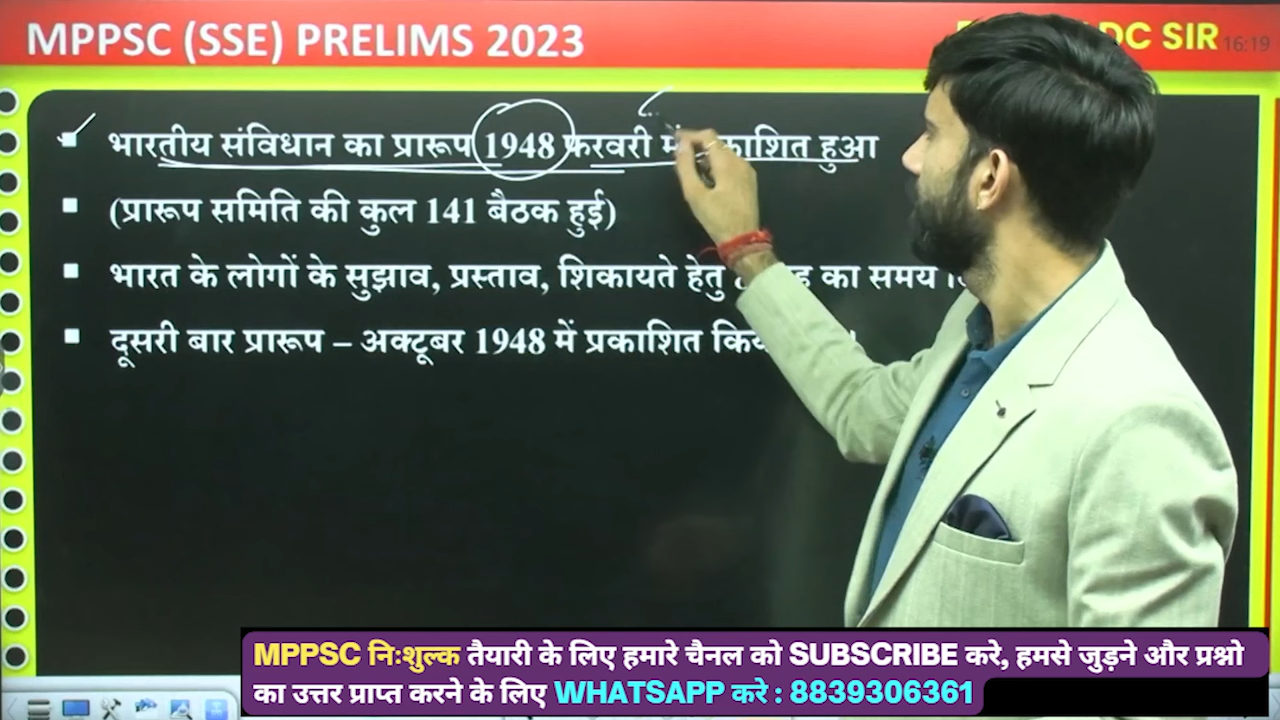 MPPSC (SSE) PRELIMS 2023
DC SIR
16:19
भारतीय संविधान का प्रारूप 1948 फरवरी में हुआ
(प्रारूप समिति की कुल 141 बैठक हुई)
भारत के लोगों के सुझाव, प्रस्ताव, शिकायते हेतु का समय
दूसरी बार प्रारूप – अक्टूबर 1948 में प्रकाशित
MPPSC निःशुल्क तैयारी के लिए हमारे चैनल को SUBSCRIBE करे, हमसे जुड़ने और प्रश्नो
का उत्तर प्राप्त करने के लिए WHATSAPP करे : 8839306361